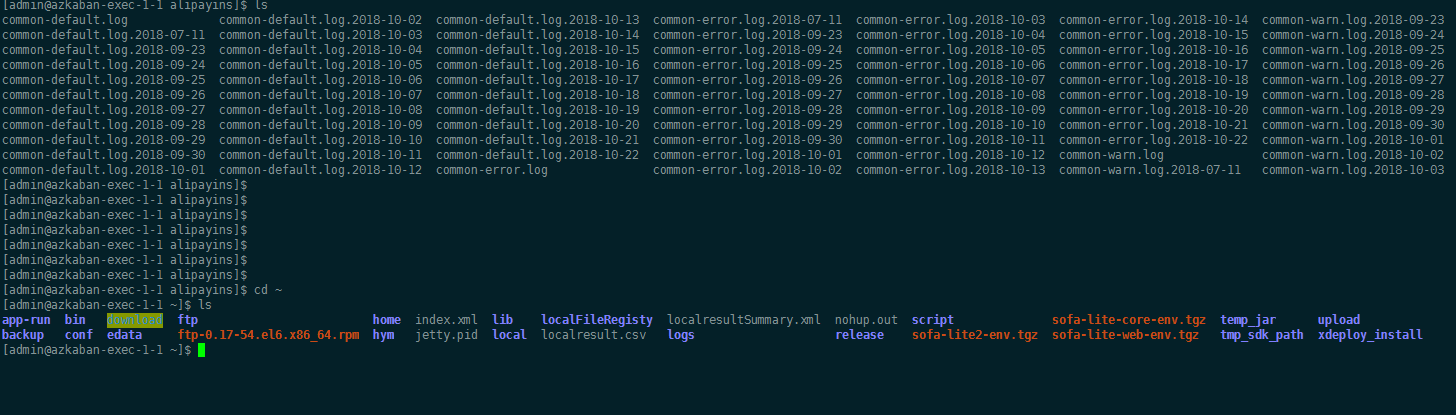 [admin@azkaban-exec-1-1 alipayins]$ ls
common-default.log common-default.log.2018-10-02 common-default.log.2018-10-13 common-error.log.2018-07-11 common-error.log.2018-10-03 common-error.log.2018-10-14 common-warn.log.2018-09-23
common-default.log.2018-07-11 common-default.log.2018-10-03 common-default.log.2018-10-14 common-error.log.2018-09-23 common-error.log.2018-10-04 common-error.log.2018-10-15 common-warn.log.2018-09-24
common-default.log.2018-09-23 common-default.log.2018-10-04 common-default.log.2018-10-15 common-error.log.2018-09-24 common-error.log.2018-10-05 common-error.log.2018-10-16 common-warn.log.2018-09-25
common-default.log.2018-09-24 common-default.log.2018-10-05 common-default.log.2018-10-16 common-error.log.2018-09-25 common-error.log.2018-10-06 common-error.log.2018-10-17 common-warn.log.2018-09-26
common-default.log.2018-09-25 common-default.log.2018-10-06 common-default.log.2018-10-17 common-error.log.2018-09-26 common-error.log.2018-10-07 common-error.log.2018-10-18 common-warn.log.2018-09-27
common-default.log.2018-09-26 common-default.log.2018-10-07 common-default.log.2018-10-18 common-error.log.2018-09-27 common-error.log.2018-10-08 common-error.log.2018-10-19 common-warn.log.2018-09-28
common-default.log.2018-09-27 common-default.log.2018-10-08 common-default.log.2018-10-19 common-error.log.2018-09-28 common-error.log.2018-10-09 common-error.log.2018-10-20 common-warn.log.2018-09-29
common-default.log.2018-09-28 common-default.log.2018-10-09 common-default.log.2018-10-20 common-error.log.2018-09-29 common-error.log.2018-10-10 common-error.log.2018-10-21 common-warn.log.2018-09-30
common-default.log.2018-09-29 common-default.log.2018-10-10 common-default.log.2018-10-21 common-error.log.2018-09-30 common-error.log.2018-10-11 common-error.log.2018-10-22 common-warn.log.2018-10-01
common-default.log.2018-09-30 common-default.log.2018-10-11 common-default.log.2018-10-22 common-error.log.2018-10-01 common-error.log.2018-10-12 common-warn.log common-warn.log.2018-10-02
common-default.log.2018-10-01 common-default.log.2018-10-12 common-error.log common-error.log.2018-10-02 common-error.log.2018-10-13 common-warn.log.2018-07-11 common-warn.log.2018-10-03
[admin@azkaban-exec-1-1 alipayins]$
[admin@azkaban-exec-1-1 alipayins]$
[admin@azkaban-exec-1-1 alipayins]$
[admin@azkaban-exec-1-1 alipayins]$
[admin@azkaban-exec-1-1 alipayins]$
[admin@azkaban-exec-1-1 alipayins]$
[admin@azkaban-exec-1-1 alipayins]$
[admin@azkaban-exec-1-1 alipayins]$ cd ~
[admin@azkaban-exec-1-1 ~]$ ls
app-run bin download ftp home index.xml lib localFileRegisty localresultSummary.xml nohup.out script sofa-lite-core-env.tgz temp_jar upload
backup conf edata ftp-0.17-54.el6.x86_64.rpm hym jetty.pid local localresult.csv logs release sofa-lite2-env.tgz sofa-lite-web-env.tgz tmp_sdk_path xdeploy_install
[admin@azkaban-exec-1-1 ~]$